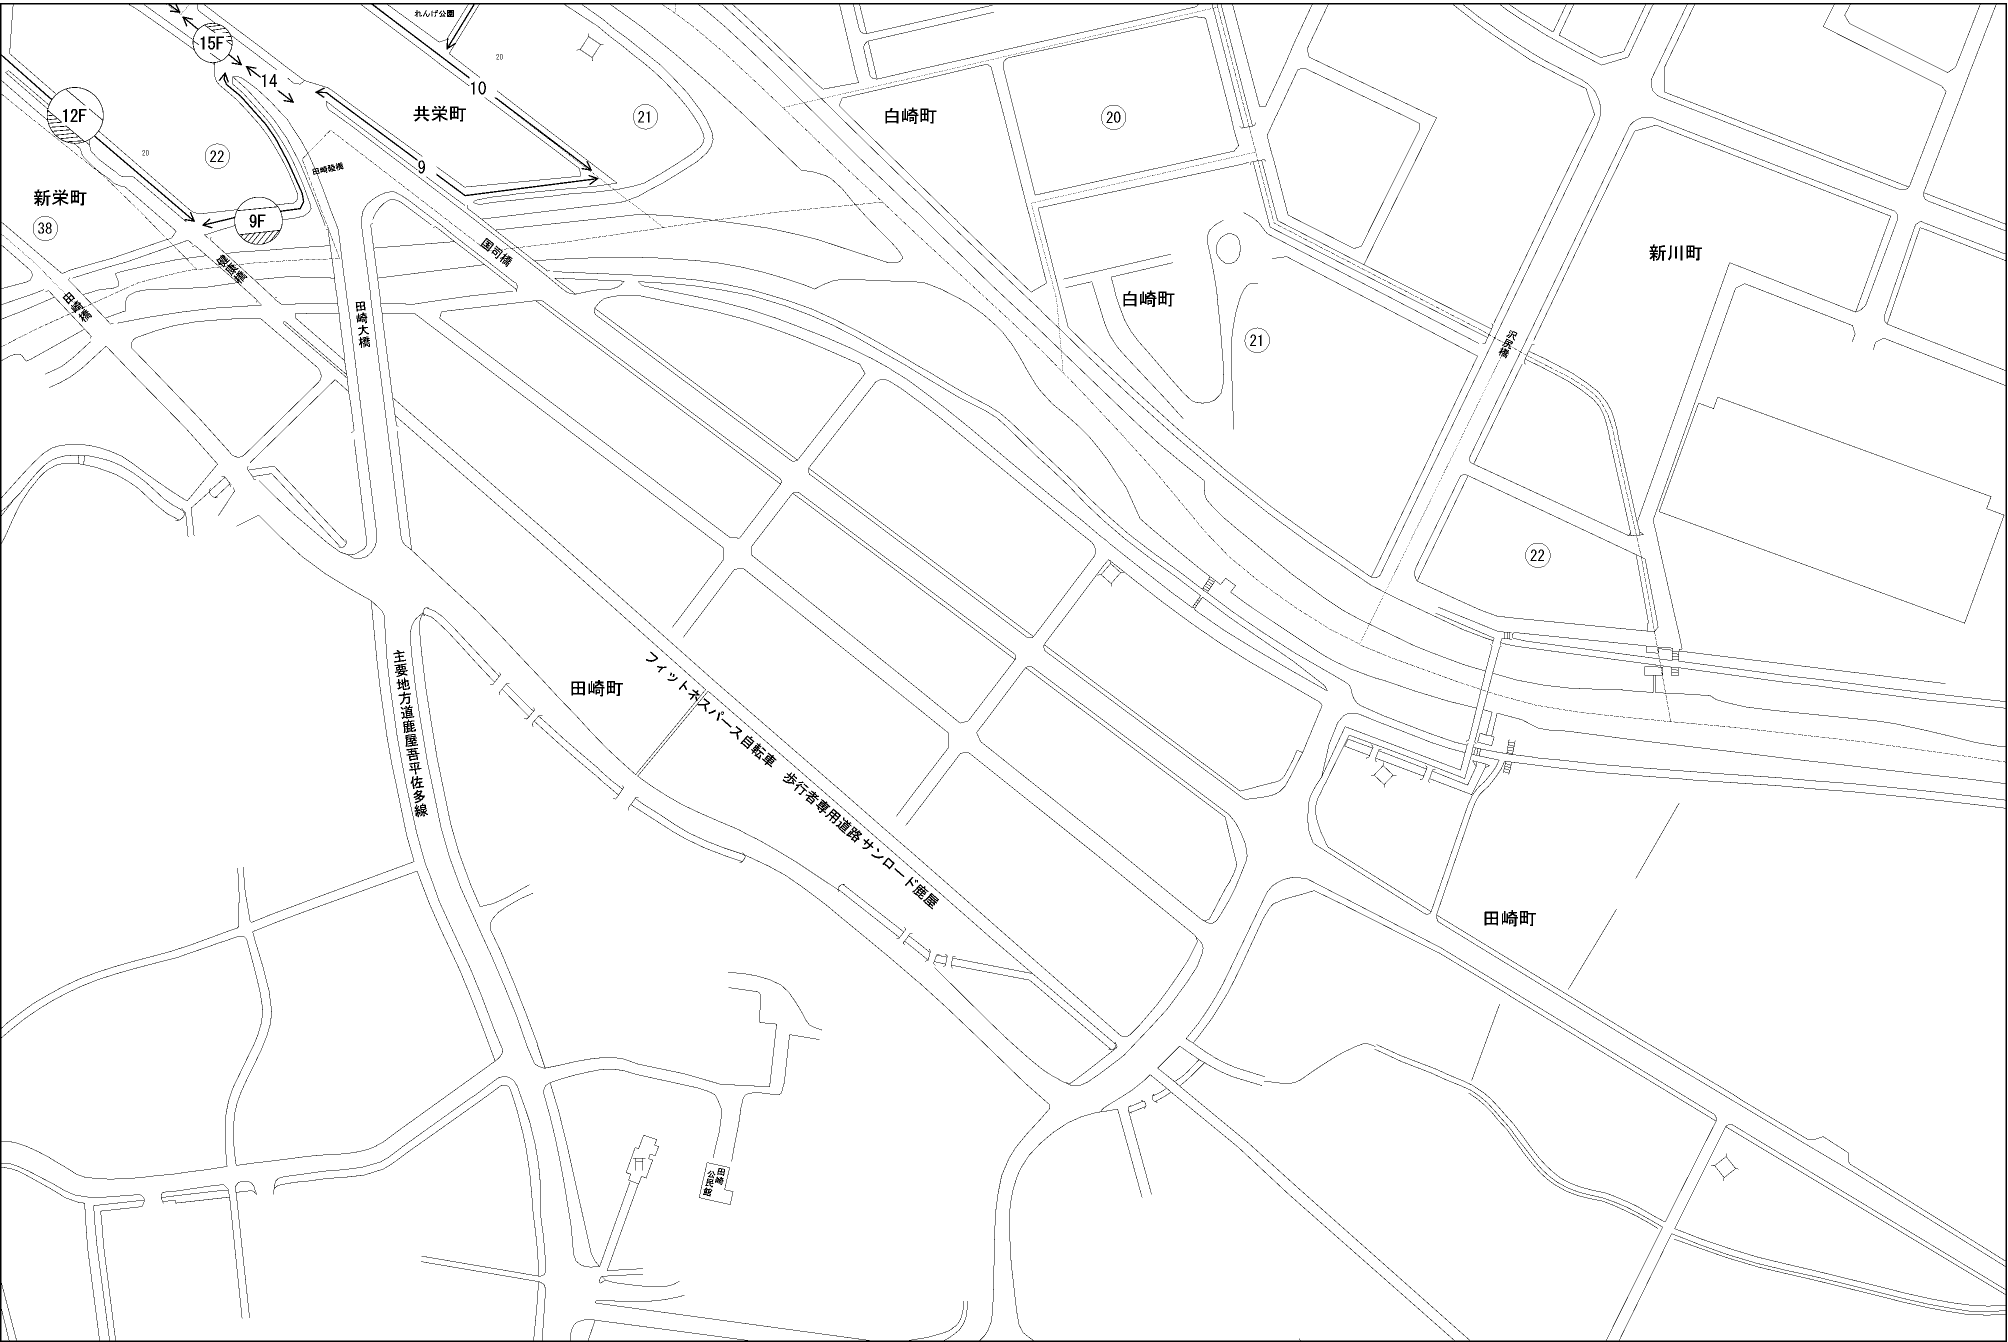 れんげ公園
15F
20
14
10
12F
共栄町
21
白崎町
20
20
22
9
田崎陸橋
新栄町
38
9F
国司橋
新川町
田崎橋
田崎大橋
白崎町
21
沢尻橋
22
主要地方道鹿屋吾平佐多線
田崎町
フィットネスパース自転車 歩行者専用道路サンロード鹿屋
田崎町
田崎
公民館